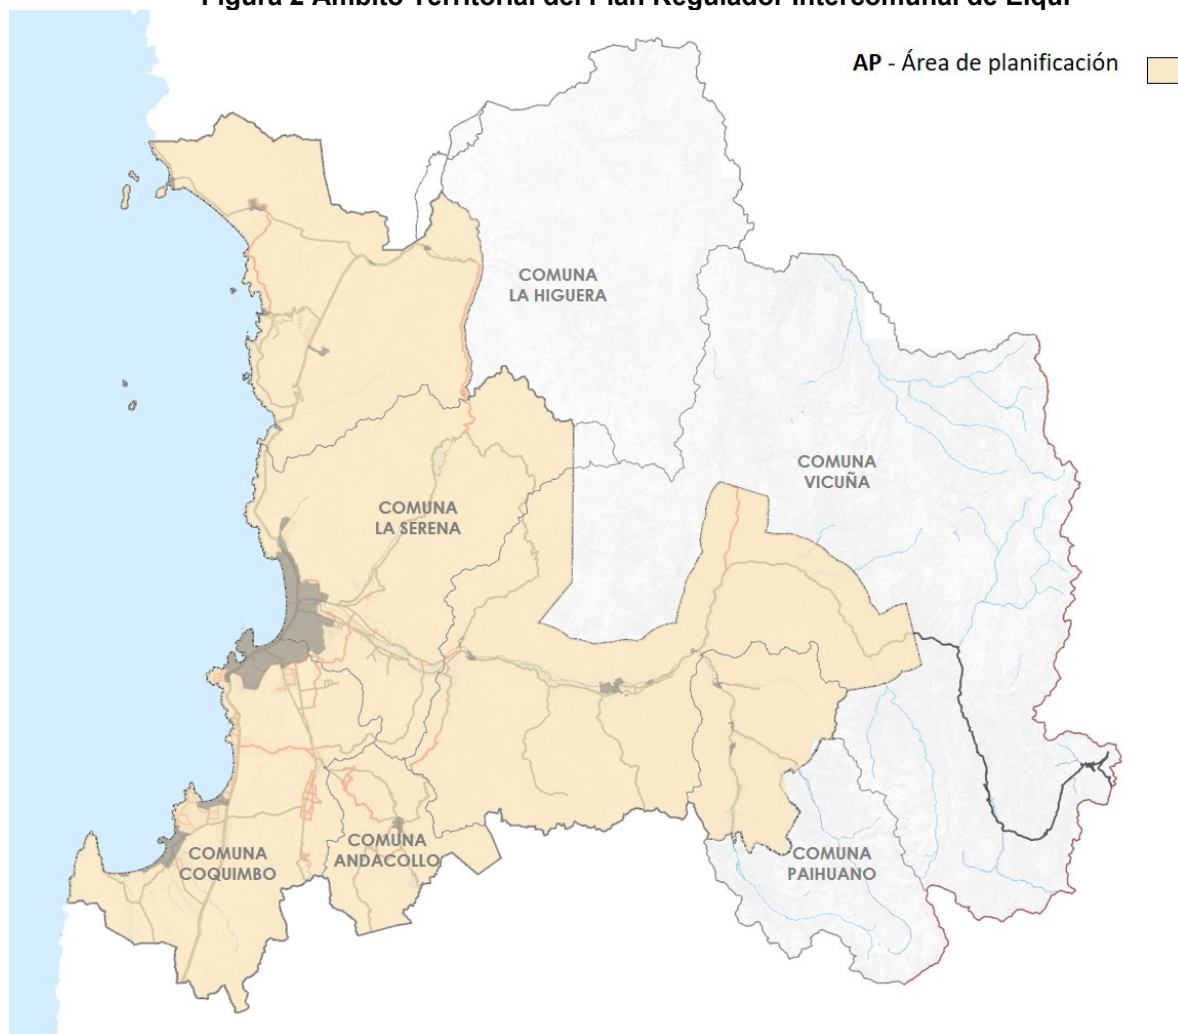 Figura 2 Ámbito Territorial del Plan Regulador Intercomunal de Elqui
AP - Área de planificación
COMUNA
LA HIGUERA
COMUNA
VICUÑA
COMUNA
LA SERENA
COMUNA
ANDACOLLO
COMUNA
COQUIMBO
COMUNA
PAIHUANO